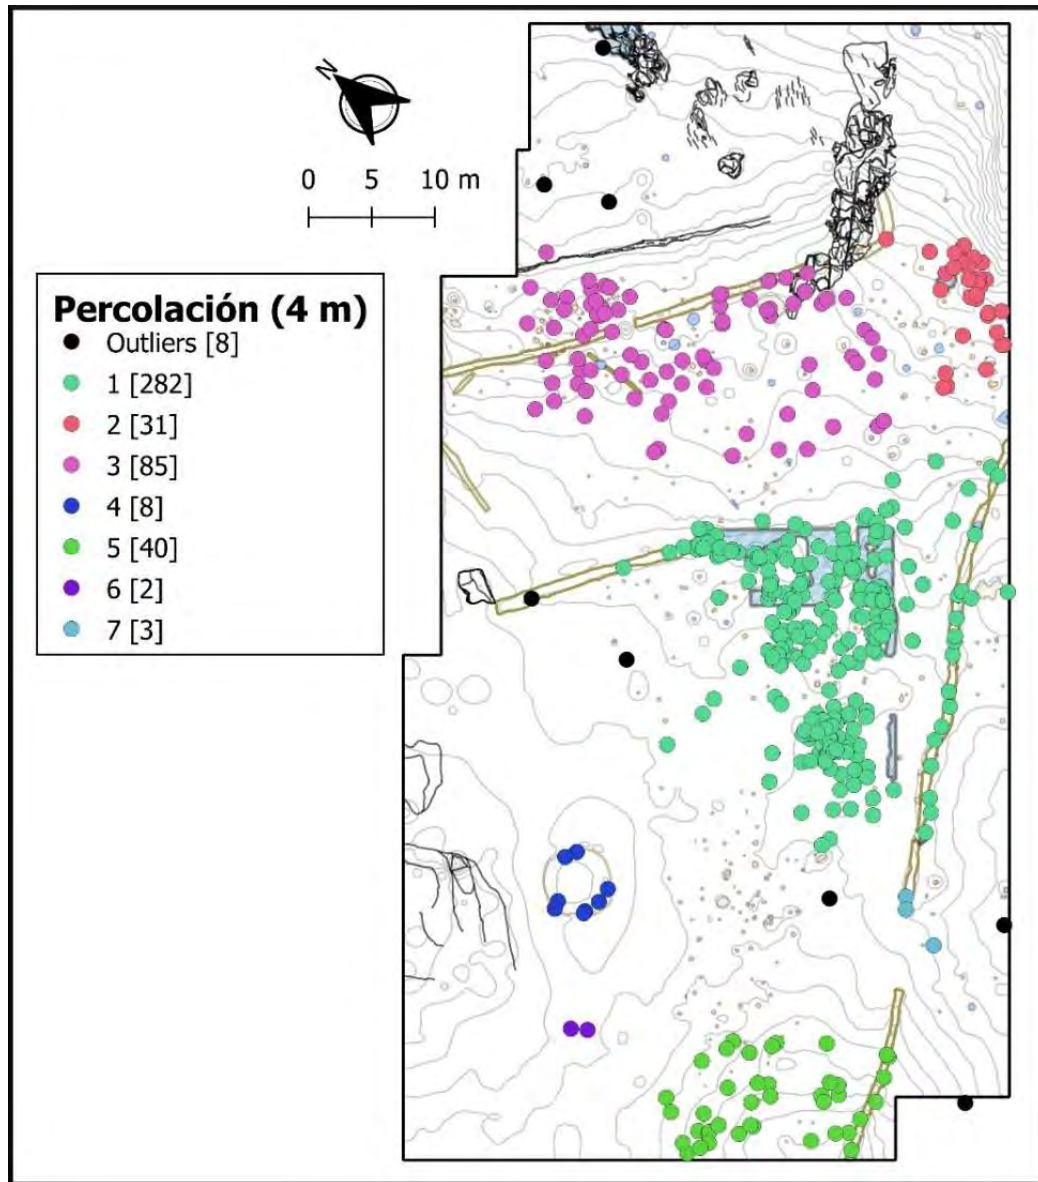 N
0 5 10 m
Percolación (4 m)
Outliers [8]
1 [282]
2 [31]
3 [85]
4 [8]
5 [40]
6 [2]
7 [3]